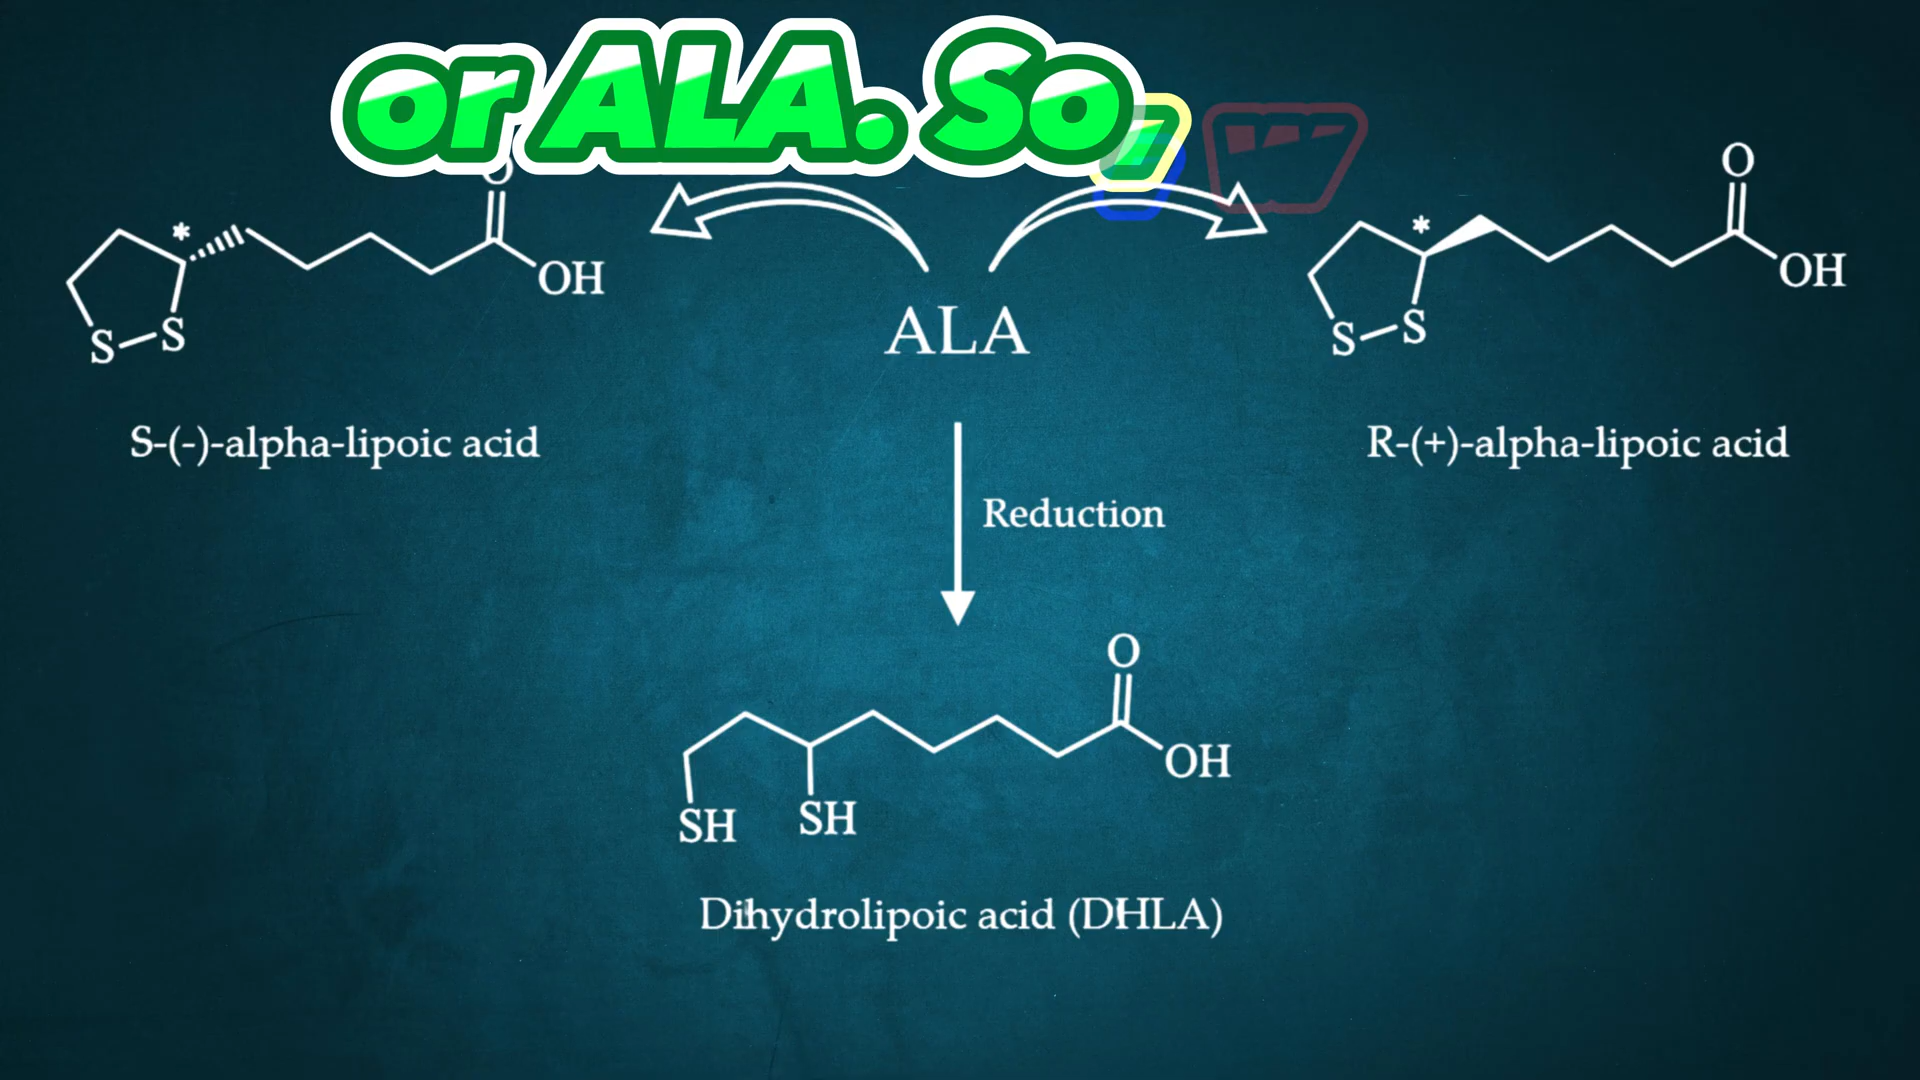 or ALA. So,
O
OH
S
S
*
S-(-)-alpha-lipoic acid
ALA
O
OH
S
S
*
R-(+)-alpha-lipoic acid
Reduction
O
OH
SH
SH
Dihydrolipoic acid (DHLA)